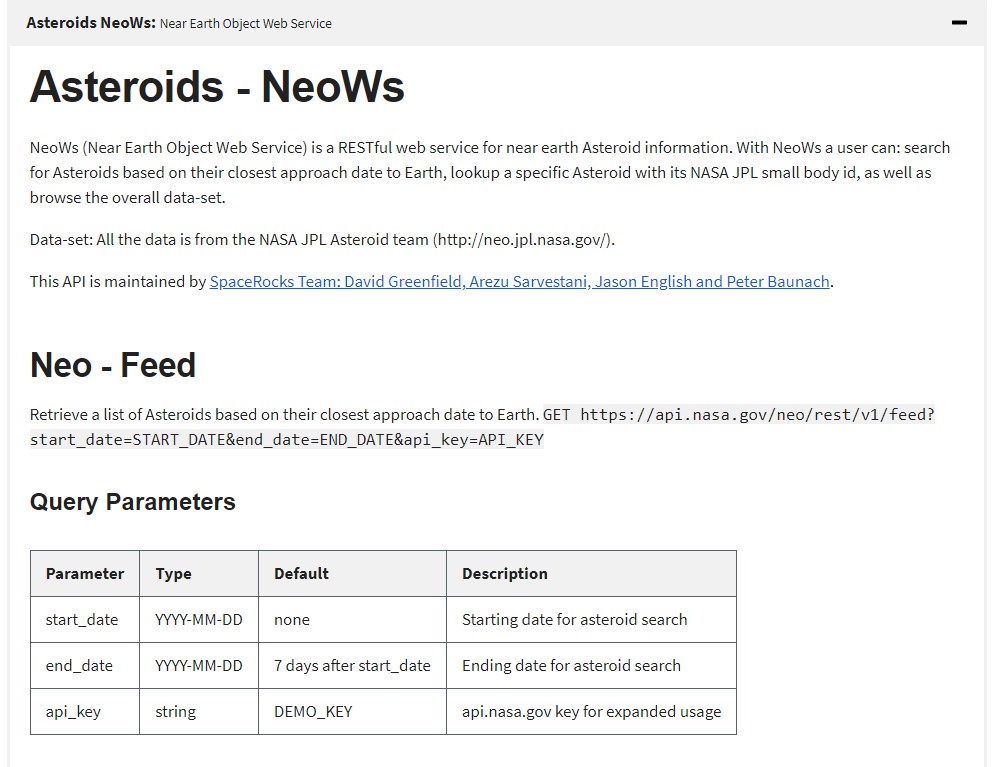 Asteroids NeoWs: Near Earth Object Web Service
Asteroids - NeoWs
NeoWs (Near Earth Object Web Service) is a RESTful web service for near earth Asteroid information. With NeoWs a user can: search
for Asteroids based on their closest approach date to Earth, lookup a specific Asteroid with its NASA JPL small body id, as well as
browse the overall data-set.
Data-set: All the data is from the NASA JPL Asteroid team (http://neo.jpl.nasa.gov/).
This API is maintained by SpaceRocks Team: David Greenfield, Arezu Sarvestani, Jason English and Peter Baunach.
Neo - Feed
Retrieve a list of Asteroids based on their closest approach date to Earth. GET https://api.nasa.gov/neo/rest/v1/feed?
start_date=START_DATE&end_date=END_DATE&api_key=API_KEY
Query Parameters
Parameter Type Default Description
start_date YYYY-MM-DD none Starting date for asteroid search
end_date YYYY-MM-DD 7 days after start_date Ending date for asteroid search
api_key string DEMO_KEY api.nasa.gov key for expanded usage